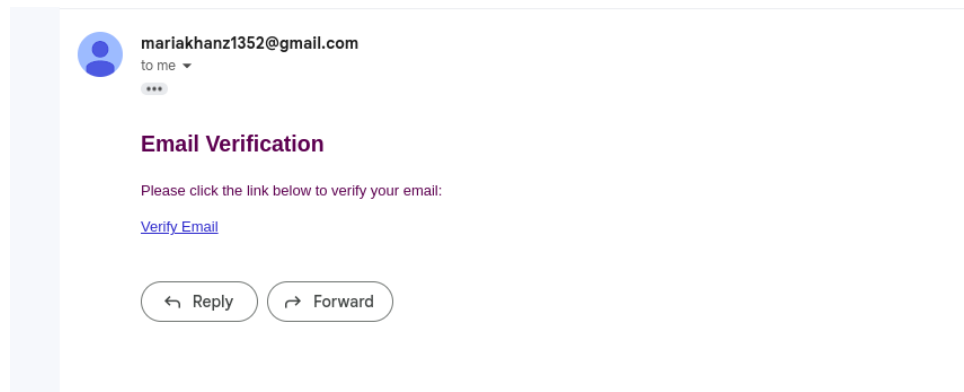 mariakhanz1352@gmail.com
to me
Email Verification
Please click the link below to verify your email:
Verify Email
Reply
Forward